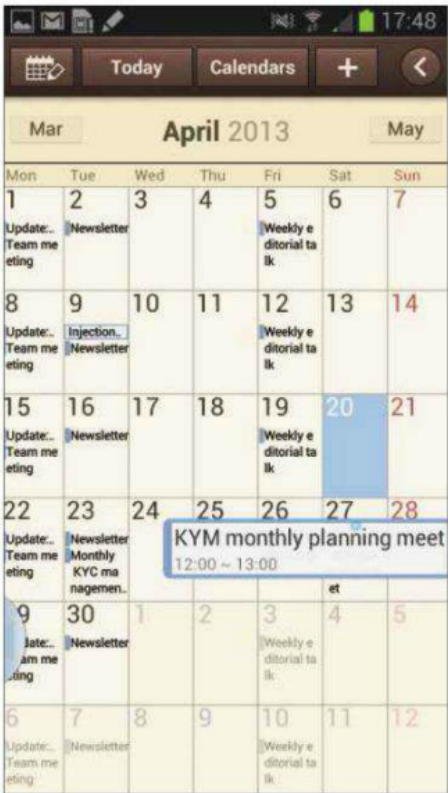 17:48
Today Calendars +
Mar April 2013 May
Mon Tue Wed Thu Fri Sat Sun
1 2 3 4 5 6 7
Update:.. Newsletter Weekly e
Team me ditorial ta
eting lk
8 9 10 11 12 13 14
Update:.. Injection.. Weekly e
Team me Newsletter ditorial ta
eting lk
15 16 17 18 19 20 21
Update:.. Newsletter Weekly e
Team me ditorial ta
eting lk
22 23 24 25 26 27 28
Update:.. Newsletter KYM monthly planning meet
Team me Monthly 12:00 ~ 13:00
eting KYC ma
nagemen.. et
9 30 1 2 3 4 5
date:.. Newsletter Weekly e
am me ditorial ta
ting lk
6 7 8 9 10 11 12
Update:.. Newsletter Weekly e
Team me ditorial ta
eting lk